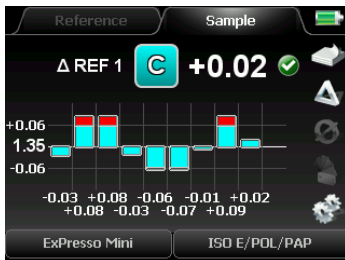 Reference Sample
Δ REF 1 C +0.02
+0.06
1.35
-0.06
-0.03 +0.08 -0.06 -0.01 +0.02
+0.08 -0.03 -0.07 +0.09
ExPresso Mini ISO E/POL/PAP